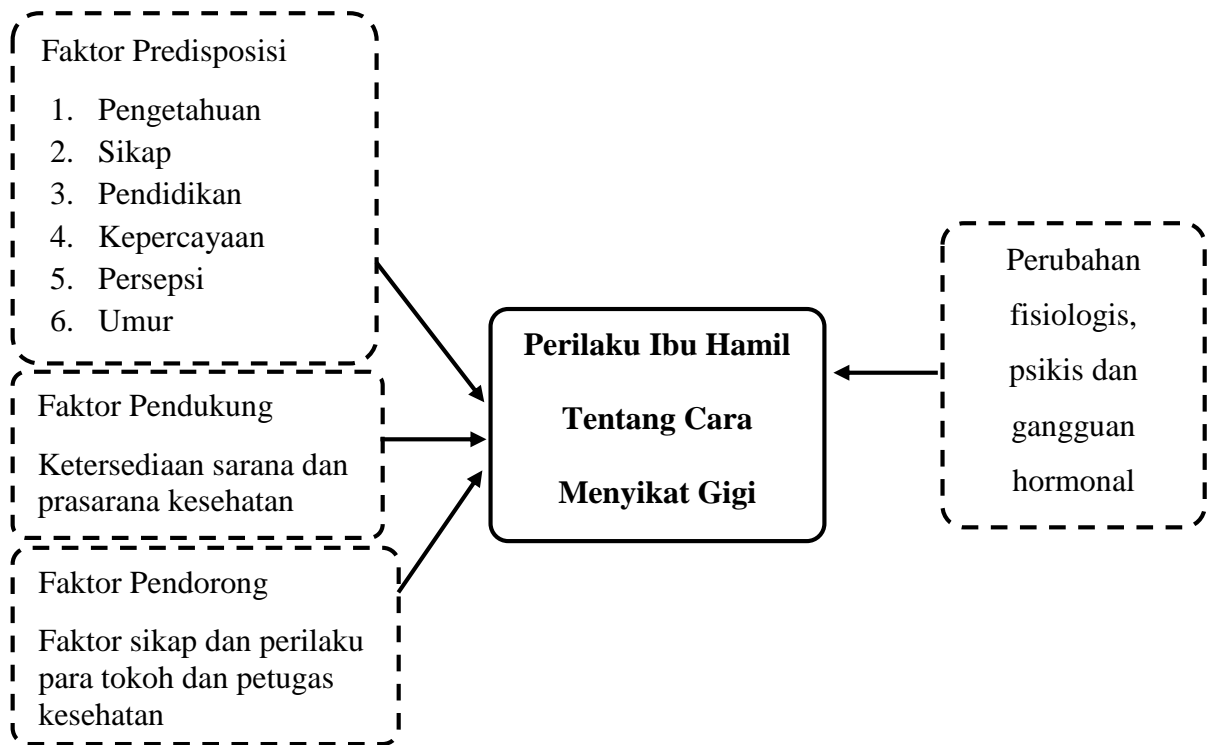 Faktor Predisposisi
1. Pengetahuan
2. Sikap
3. Pendidikan
4. Kepercayaan
5. Persepsi
6. Umur
Faktor Pendukung
Ketersediaan sarana dan
prasarana kesehatan
Faktor Pendorong
Faktor sikap dan perilaku
para tokoh dan petugas
kesehatan
Perilaku Ibu Hamil
Tentang Cara
Menyikat Gigi
Perubahan
fisiologis,
psikis dan
gangguan
hormonal